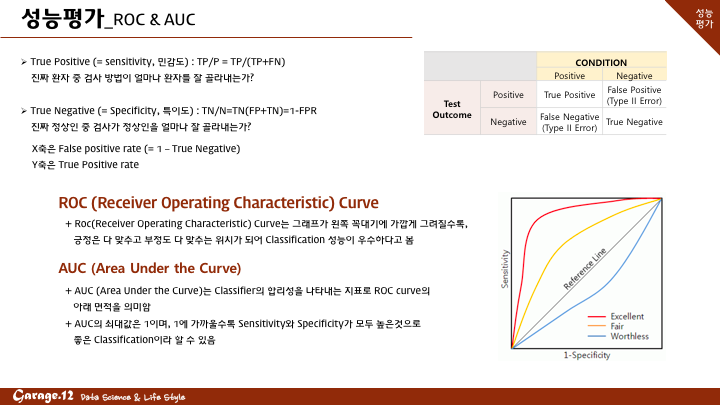 성능평가_ROC & AUC
성능
평가
➢ True Positive (= sensitivity, 민감도) : TP/P = TP/(TP+FN)
진짜 환자 중 검사 방법이 얼마나 환자를 잘 골라내는가?
➢ True Negative (= Specificity, 특이도) : TN/N=TN(FP+TN)=1-FPR
진짜 정상인 중 검사가 정상인을 얼마나 잘 골라내는가?
X축은 False positive rate (= 1 – True Negative)
Y축은 True Positive rate
CONDITION
Positive Negative
Test
Outcome
Positive True Positive False Positive
(Type II Error)
Negative False Negative
(Type II Error) True Negative
ROC (Receiver Operating Characteristic) Curve
+ Roc(Receiver Operating Characteristic) Curve는 그래프가 왼쪽 꼭대기에 가깝게 그려질수록,
긍정은 다 맞추고 부정도 다 맞추는 위치가 되어 Classification 성능이 우수하다고 봄
AUC (Area Under the Curve)
+ AUC (Area Under the Curve)는 Classifier의 합리성을 나타내는 지표로 ROC curve의
아래 면적을 의미함
+ AUC의 최대값은 1이며, 1에 가까울수록 Sensitivity와 Specificity가 모두 높은것으로
좋은 Classification이라 할 수 있음
Sensitivity
Reference Line
Excellent
Fair
Worthless
1-Specificity
Garage.12 Data Science & Life Style